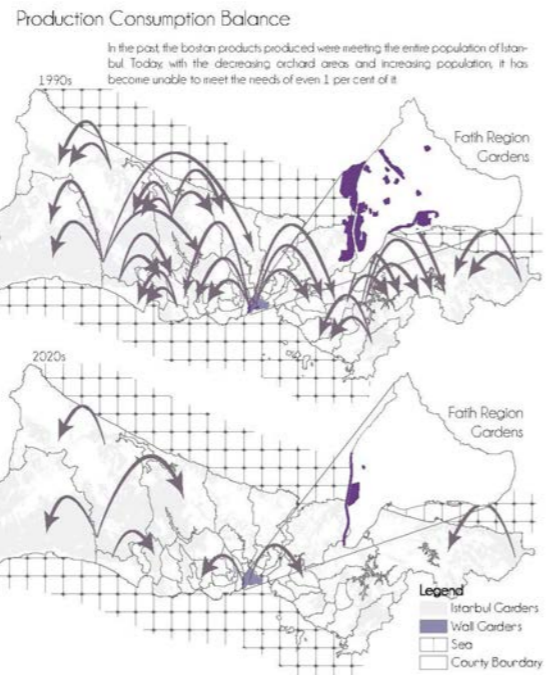 Production Consumption Balance
In the past, the bostan products produced were meeting the entire population of Istan-
bul. Today, with the decreasing orchard areas and increasing population, it has
become unable to meet the needs of even 1 per cent of it.
1990s
Fatih Region
Gardens
2020s
Fatih Region
Gardens
Legend
Istanbul Gardens
Wall Gardens
Sea
County Boundary